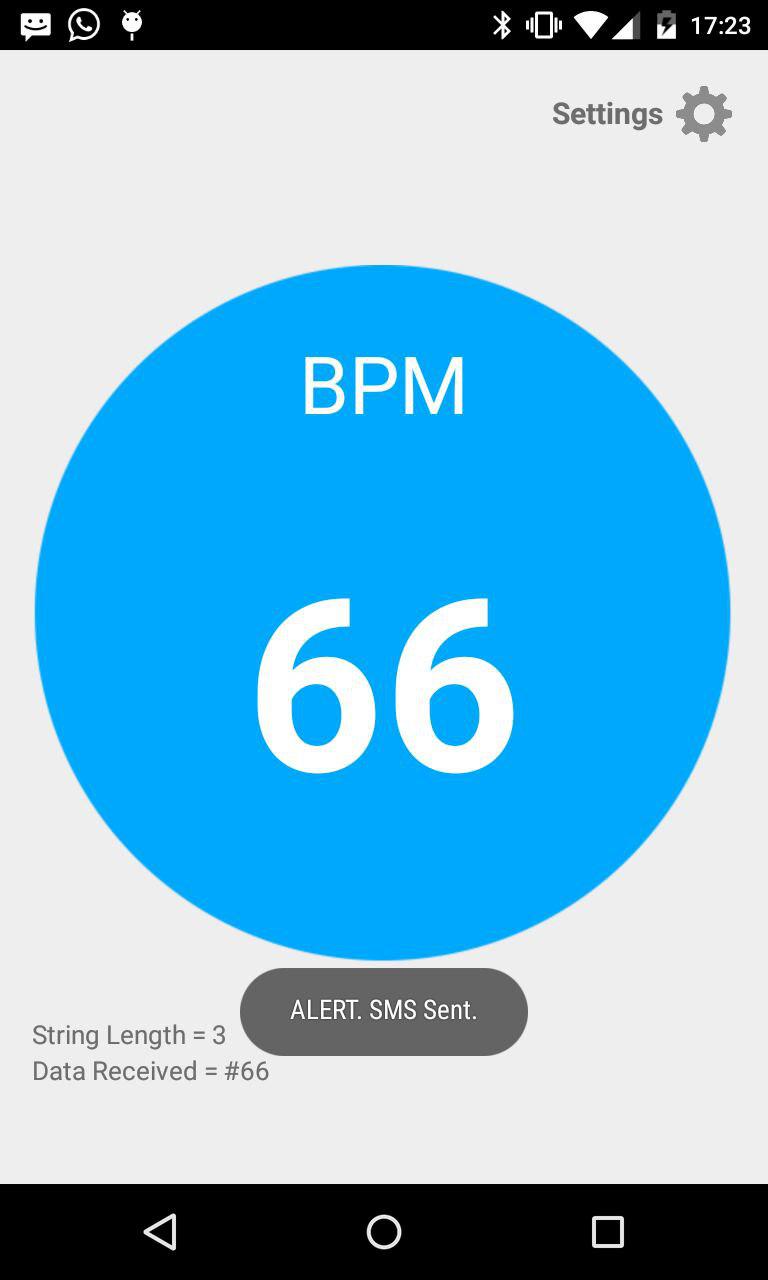 17:23
Settings
BPM
66
ALERT. SMS Sent.
String Length = 3
Data Received = #66